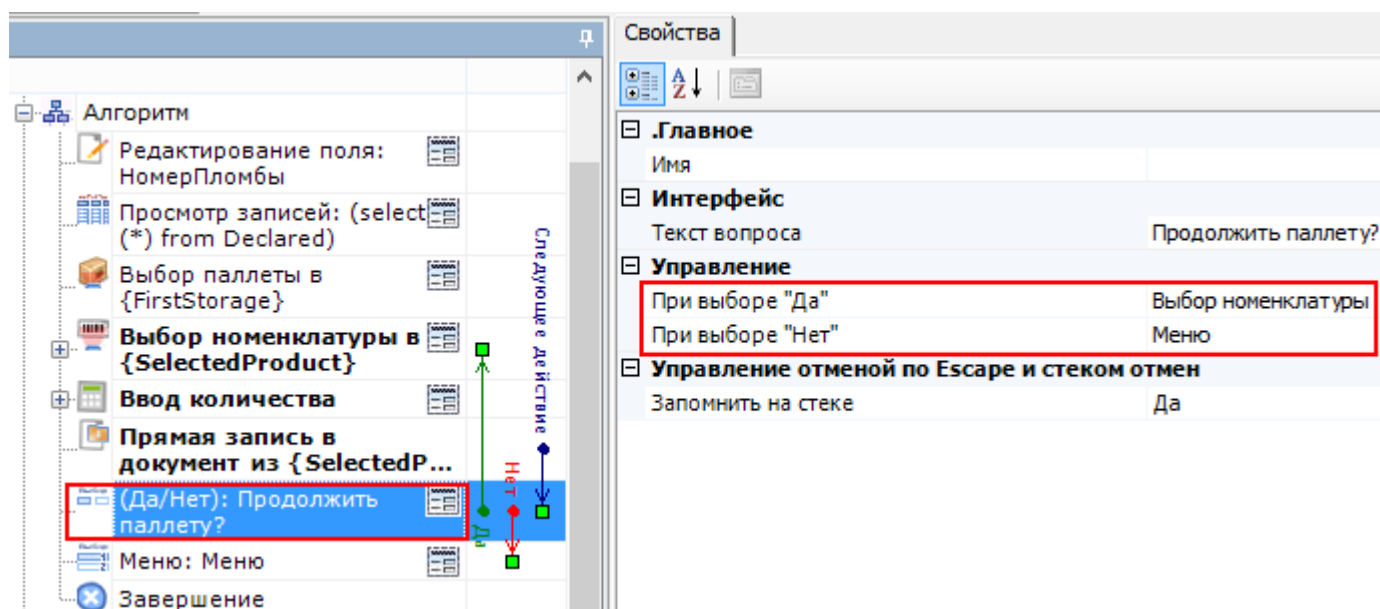 Свойства
Алгоритм
Редактирование поля:
НомерПломбы
Просмотр записей: (select
(*) from Declared)
Выбор паллеты в
{FirstStorage}
Выбор номенклатуры в
{SelectedProduct}
Ввод количества
Прямая запись в
документ из {SelectedP...
(Да/Нет): Продолжить
паллету?
Меню: Меню
Завершение
Следующее действие
Нет
Да
.Главное
Имя
Интерфейс
Текст вопроса Продолжить паллету?
Управление
При выборе "Да" Выбор номенклатуры
При выборе "Нет" Меню
Управление отменой по Escape и стеком отмен
Запомнить на стеке Да